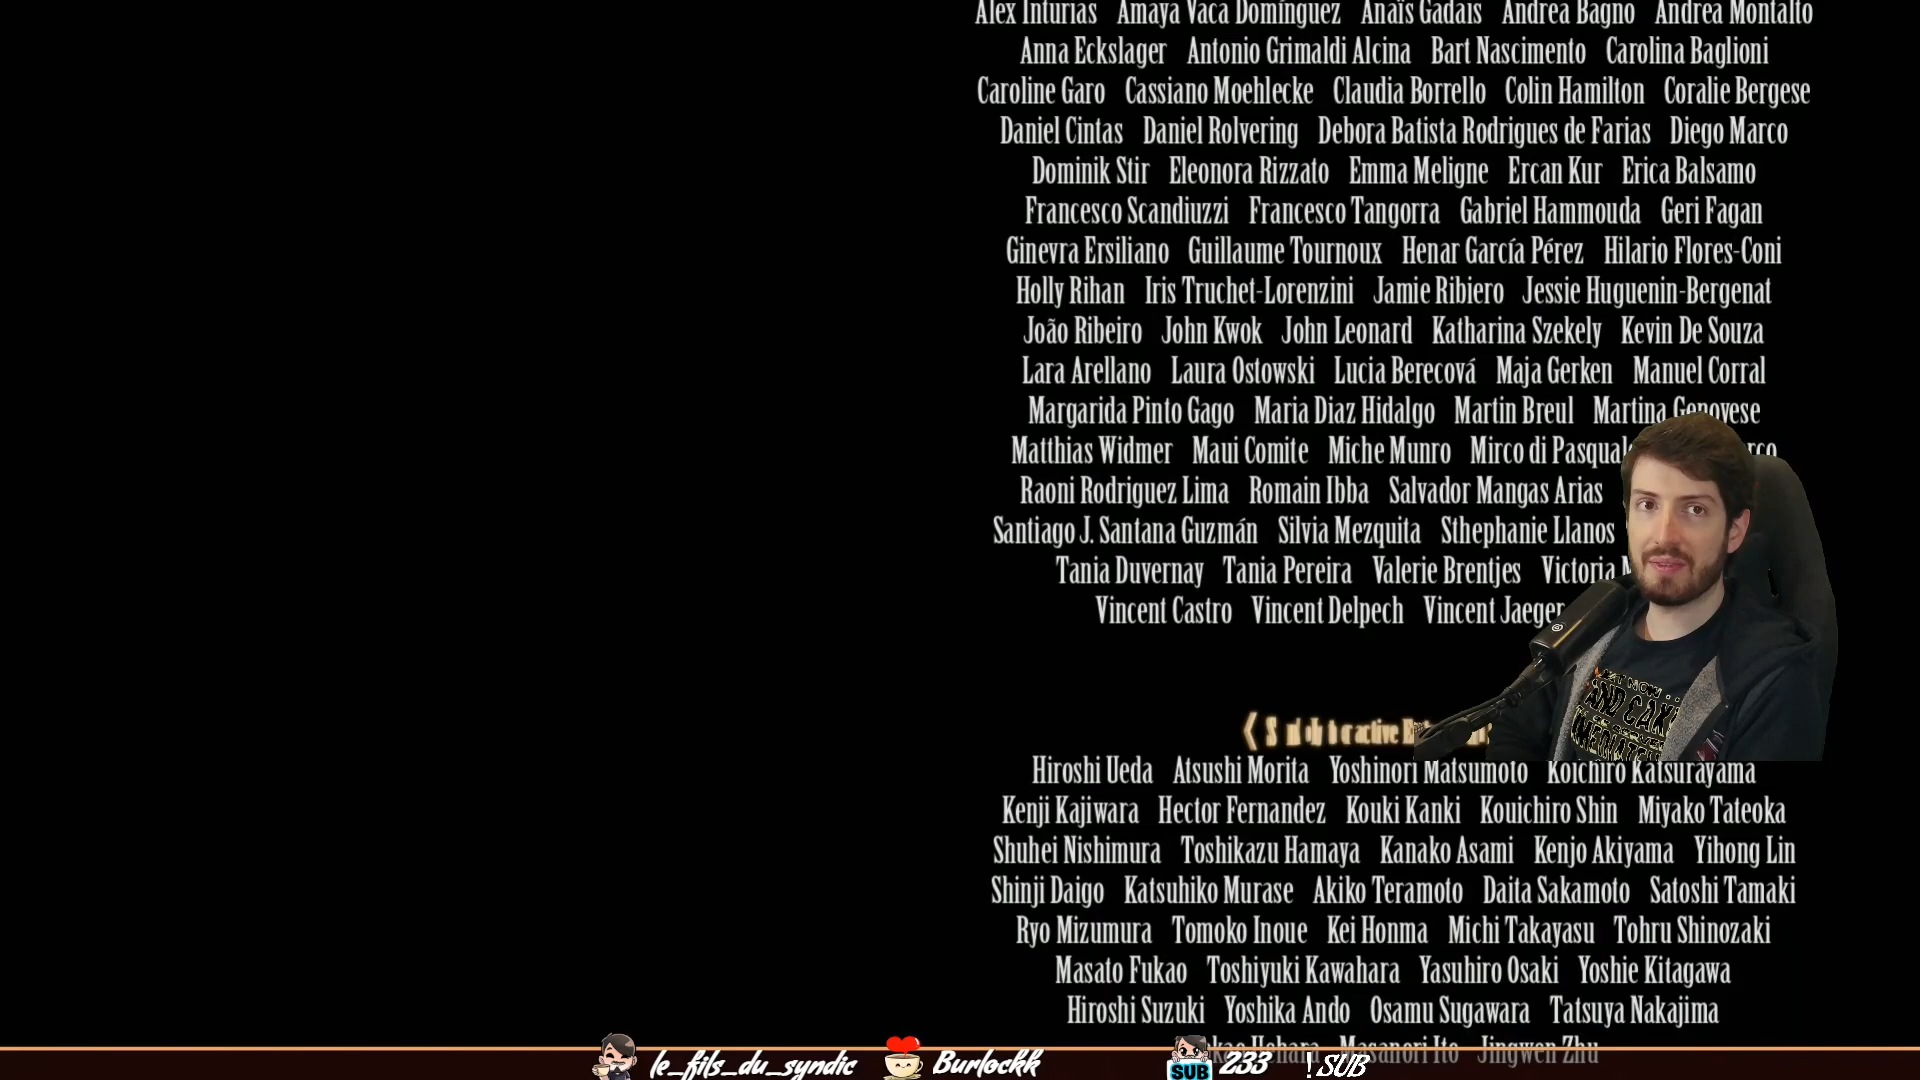 Alex Inturias Amaya Vaca Domínguez Anaïs Gadais Andrea Bagno Andrea Montalto
Anna Eckslager Antonio Grimaldi Alcina Bart Nascimento Carolina Baglioni
Caroline Garo Cassiano Moehlecke Claudia Borrello Colin Hamilton Coralie Bergese
Daniel Cintas Daniel Rolvering Debora Batista Rodrigues de Farias Diego Marco
Dominik Stir Eleonora Rizzato Emma Meligne Ercan Kur Erica Balsamo
Francesco Scandiuzzi Francesco Tangorra Gabriel Hammouda Geri Fagan
Ginevra Ersiliano Guillaume Tournoux Henar García Pérez Hilario Flores-Coni
Holly Rihan Iris Truchet-Lorenzini Jamie Ribiero Jessie Huguenin-Bergenat
João Ribeiro John Kwok John Leonard Katharina Szekely Kevin De Souza
Lara Arellano Laura Ostowski Lucia Berecová Maja Gerken Manuel Corral
Margarida Pinto Gago Maria Diaz Hidalgo Martin Breul Martina Genovese
Matthias Widmer Maui Comite Miche Munro Mirco di
Raoni Rodriguez Lima Romain Ibba Salvador Mangas Arias
Santiago J. Santana Guzmán Silvia Mezquita Sthephanie Llanos
Tania Duvernay Tania Pereira Valerie Brentjes Victoria
Vincent Castro Vincent Delpech Vincent Jaeger
Hiroshi Ueda Atsushi Morita Yoshinori Matsumoto Koichiro Katsurayama
Kenji Kajiwara Hector Fernandez Kouki Kanki Kouichiro Shin Miyako Tateoka
Shuhei Nishimura Toshikazu Hamaya Kanako Asami Kenjo Akiyama Yihong Lin
Shinji Daigo Katsuhiko Murase Akiko Teramoto Daita Sakamoto Satoshi Tamaki
Ryo Mizumura Tomoko Inoue Kei Honma Michi Takayasu Tohru Shinozaki
Masato Fukao Toshiyuki Kawahara Yasuhiro Osaki Yoshie Kitagawa
Hiroshi Suzuki Yoshika Ando Osamu Sugawara Tatsuya Nakajima
Masanori Ito Jingwen Zhu
le_fils_du_syndic Burlockk SUB 233 !SUB